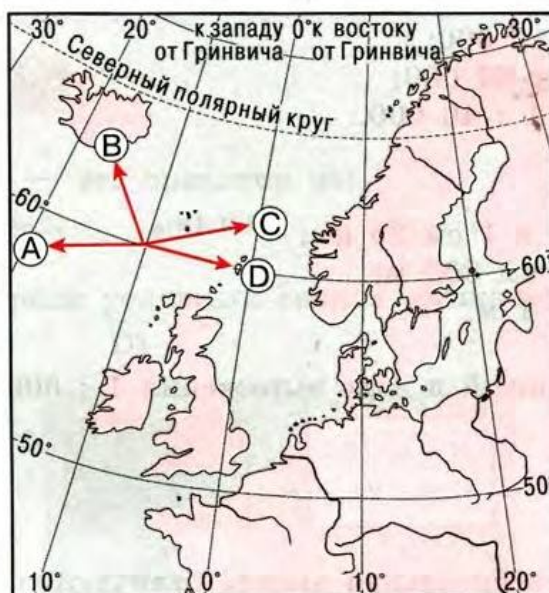 к западу 0° к востоку
от Гринвича от Гринвича
30° 20° 20° 30°
Северный полярный круг
B
60°
A C
D 60°
50°
50°
10° 0° 10° 20°